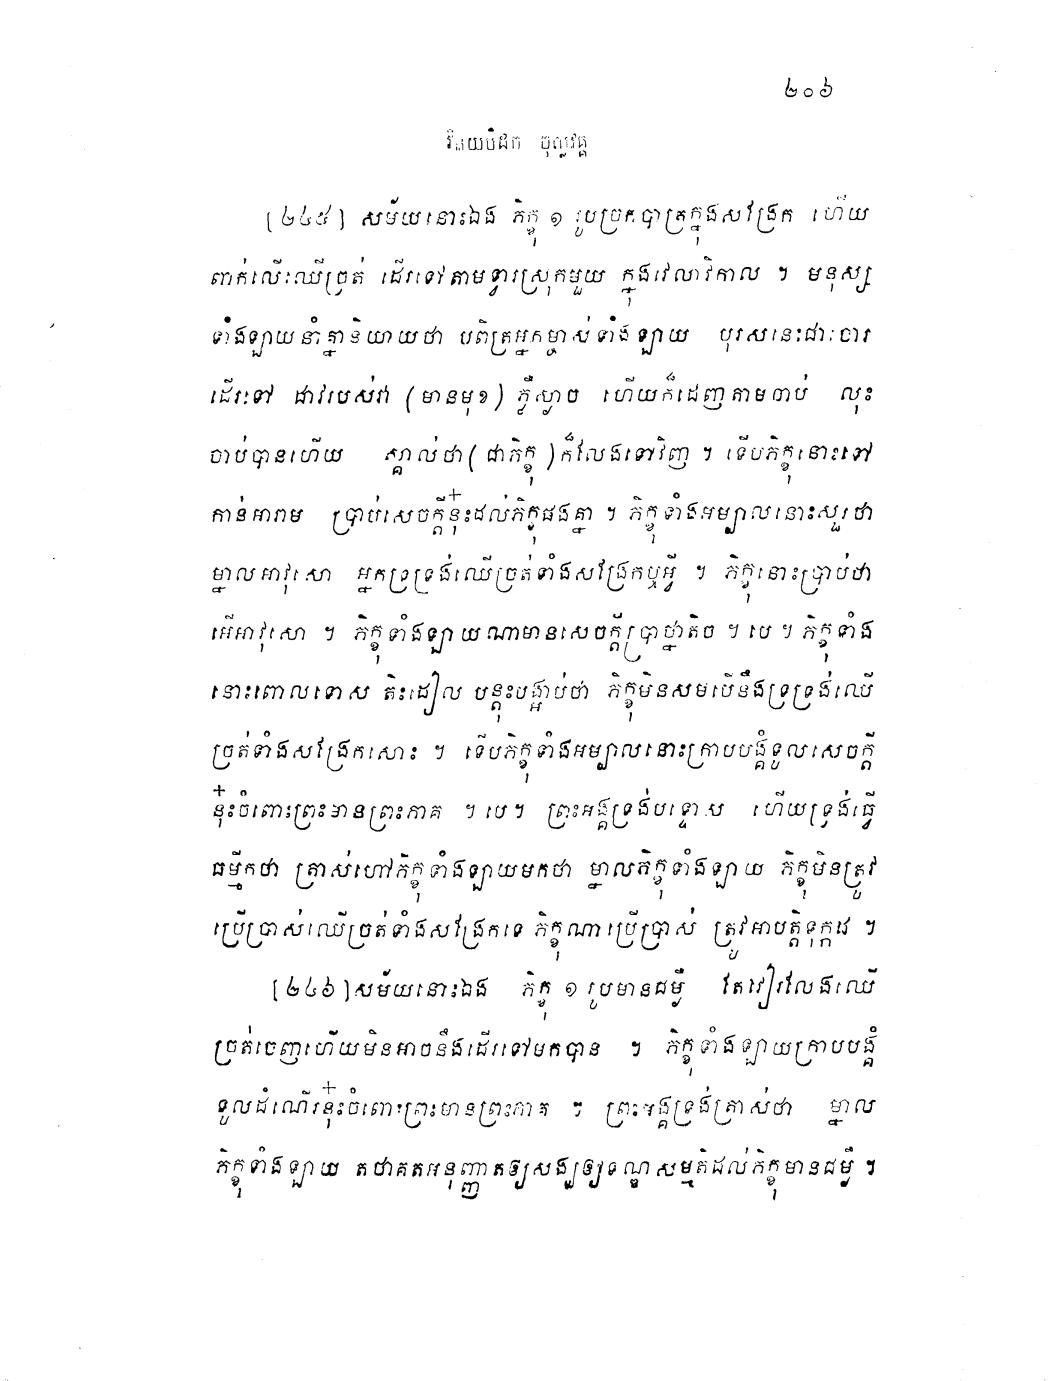 ២០៦
វិនយបិដក ចុល្លវគ្គ
[២៤៥] សម័យនោះឯង ភិក្ខុ ១ រូបច្រកបាត្រក្នុងសង្រែក ហើយ
ពាក់លើឈើច្រត់ ដើរទៅតាមទ្វារស្រុកមួយ ក្នុងវេលាវិកាល ។ មនុស្ស
ទាំងឡាយនាំគ្នានិយាយថា បពិត្រអ្នកម្ចាស់ទាំងឡាយ បុរសនេះជាចោរ
ដើរទៅ ដាវរបស់វា (មានមុខ) ភ្លឺស្លាច ហើយក៏ដេញតាមចាប់ លុះ
ចាប់បានហើយ ស្គាល់ថា (ជាភិក្ខុ) ក៏លែងទៅវិញ ។ ទើបភិក្ខុនោះទៅ
កាន់អារាម ប្រាប់សេចក្តីនុ៎ះដល់ភិក្ខុផងគ្នា ។ ភិក្ខុទាំងអម្បាលនោះសួរថា
ម្នាលអាវុសោ អ្នកទ្រទ្រង់ឈើច្រត់ទាំងសង្រែកឬអ្វី ។ ភិក្ខុនោះប្រាប់ថា
អើអាវុសោ ។ ភិក្ខុទាំងឡាយណាមានសេចក្តីប្រាថ្នាតិច ។ បេ ។ ភិក្ខុទាំង
នោះពោលទោស តិះដៀល បន្តុះបង្អាប់ថា ភិក្ខុមិនសមបើនឹងទ្រទ្រង់ឈើ
ច្រត់ទាំងសង្រែកសោះ ។ ទើបភិក្ខុទាំងអម្បាលនោះក្រាបបង្គំទូលសេចក្តី
នុ៎ះចំពោះព្រះមានព្រះភាគ ។ បេ ។ ព្រះអង្គទ្រង់បន្ទោស ហើយទ្រង់ធ្វើ
ធម្មីកថា ត្រាស់ហៅភិក្ខុទាំងឡាយមកថា ម្នាលភិក្ខុទាំងឡាយ ភិក្ខុមិនត្រូវ
ប្រើប្រាស់ឈើច្រត់ទាំងសង្រែកទេ ភិក្ខុណាប្រើប្រាស់ ត្រូវអាបត្តិទុក្កដ ។
[២៤៦] សម័យនោះឯង ភិក្ខុ ១ រូបមានជម្ងឺ តែវៀរលែងឈើ
ច្រត់ចេញហើយមិនអាចនឹងដើរទៅមកបាន ។ ភិក្ខុទាំងឡាយក្រាបបង្គំ
ទូលដំណើរនុ៎ះចំពោះព្រះមានព្រះភាគ ។ ព្រះអង្គទ្រង់ត្រាស់ថា ម្នាល
ភិក្ខុទាំងឡាយ តថាគតអនុញ្ញាតឲ្យសង្ឃឲ្យទណ្ឌសម្មតិដល់ភិក្ខុមានជម្ងឺ ។